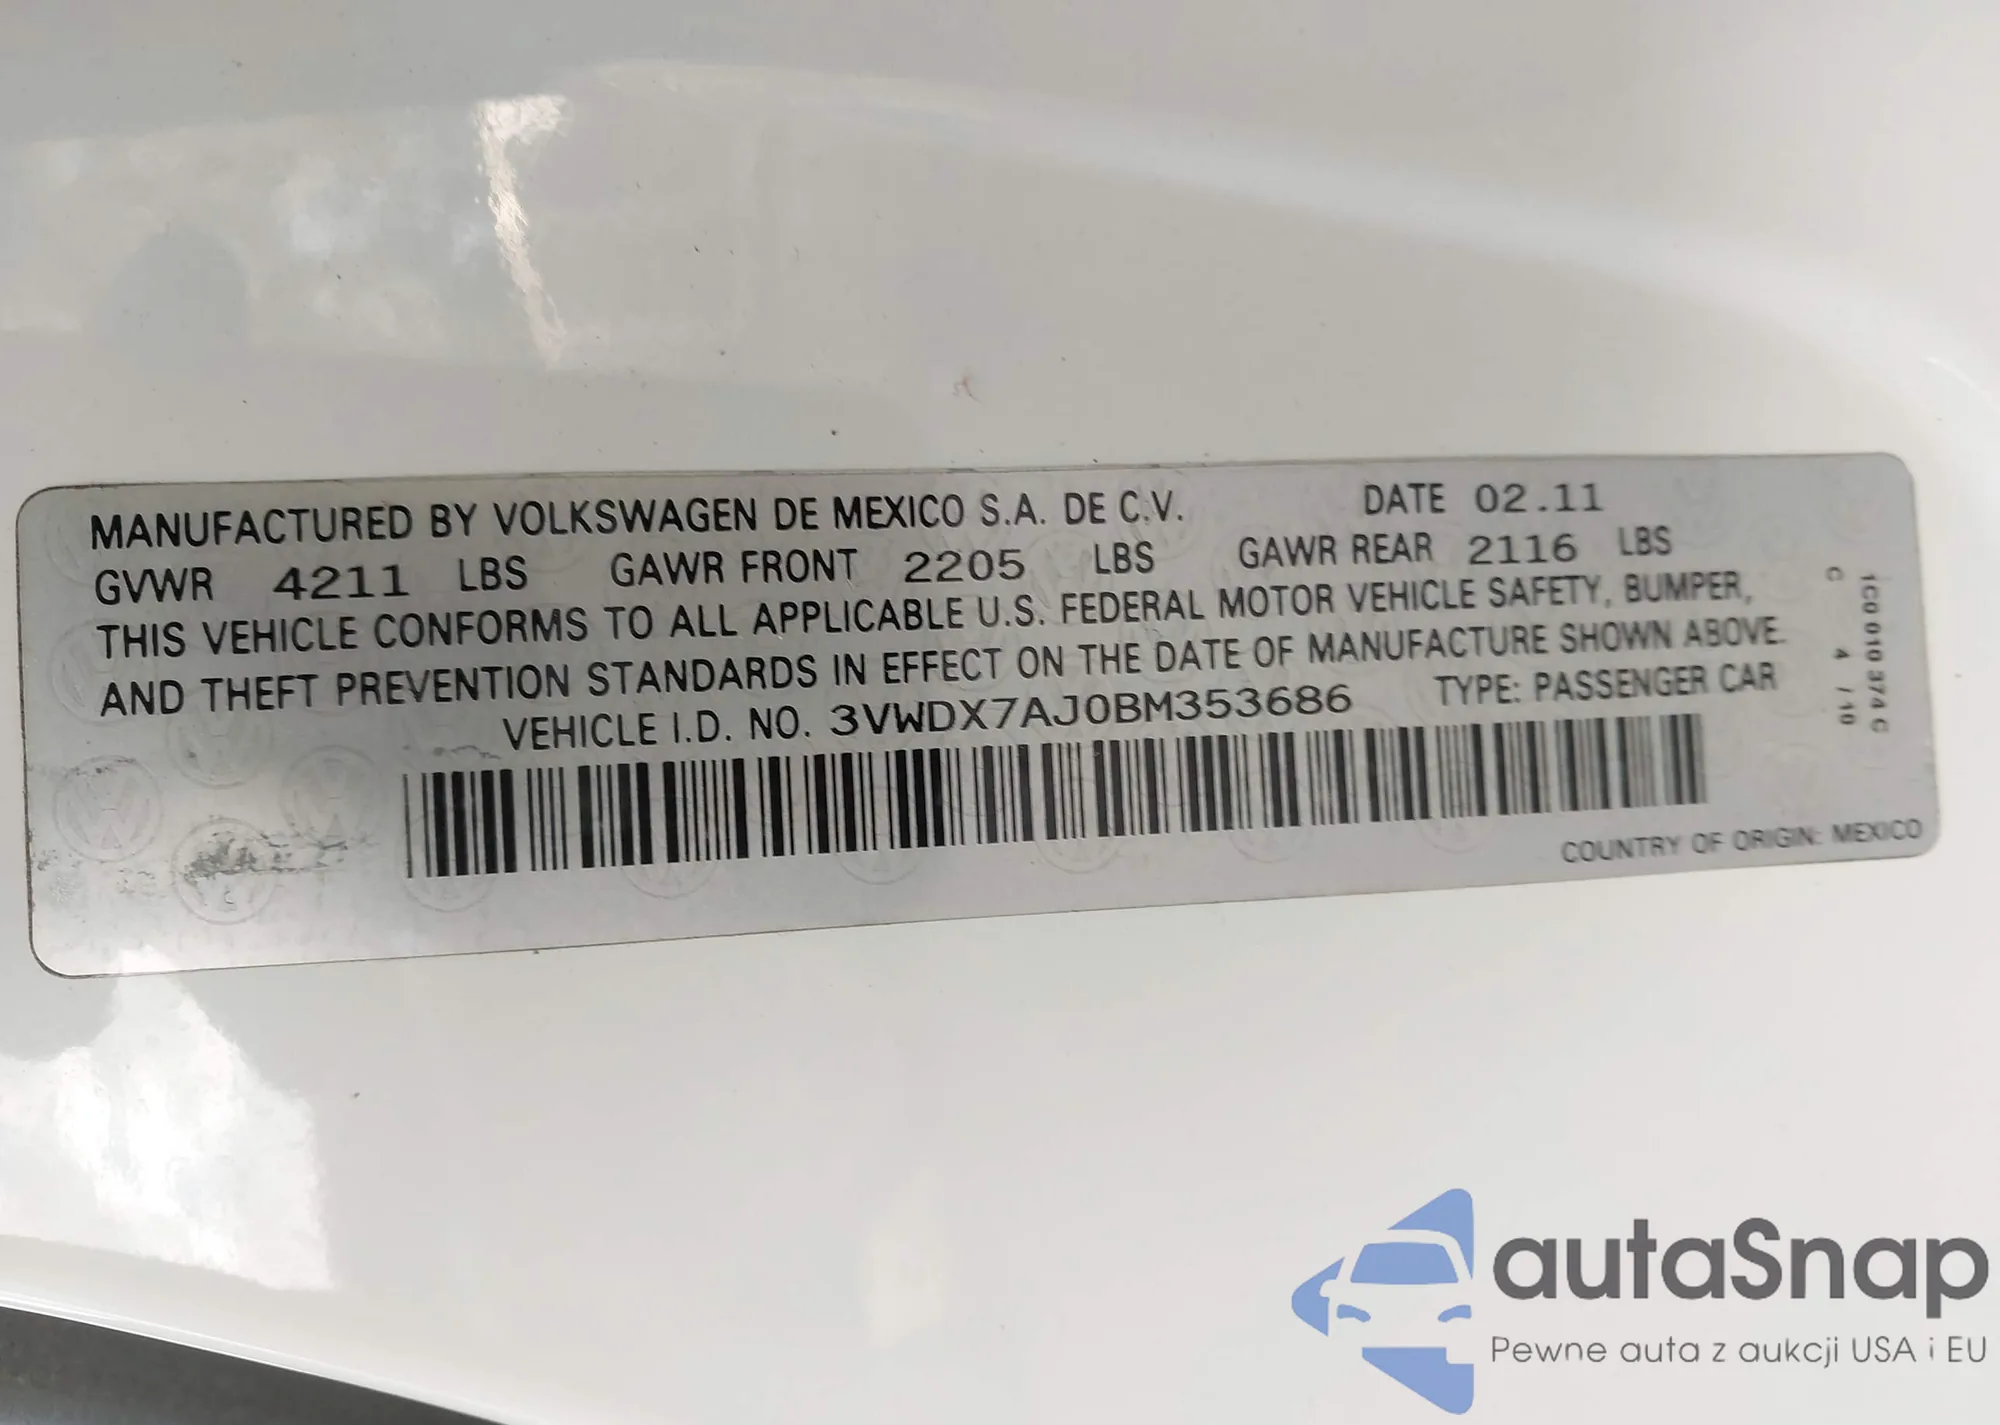 MANUFACTURED BY VOLKSWAGEN DE MEXICO S.A. DE C.V. DATE 02.11
GVWR 4211 LBS GAWR FRONT 2205 LBS GAWR REAR 2116 LBS
THIS VEHICLE CONFORMS TO ALL APPLICABLE U.S. FEDERAL MOTOR VEHICLE SAFETY, BUMPER,
AND THEFT PREVENTION STANDARDS IN EFFECT ON THE DATE OF MANUFACTURE SHOWN ABOVE.
VEHICLE I.D. NO. 3VWDX7AJ0BM353686 TYPE: PASSENGER CAR
COUNTRY OF ORIGIN: MEXICO
1C0 010 374 C
C 4 / 10
autaSnap
Pewne auta z aukcji USA i EU